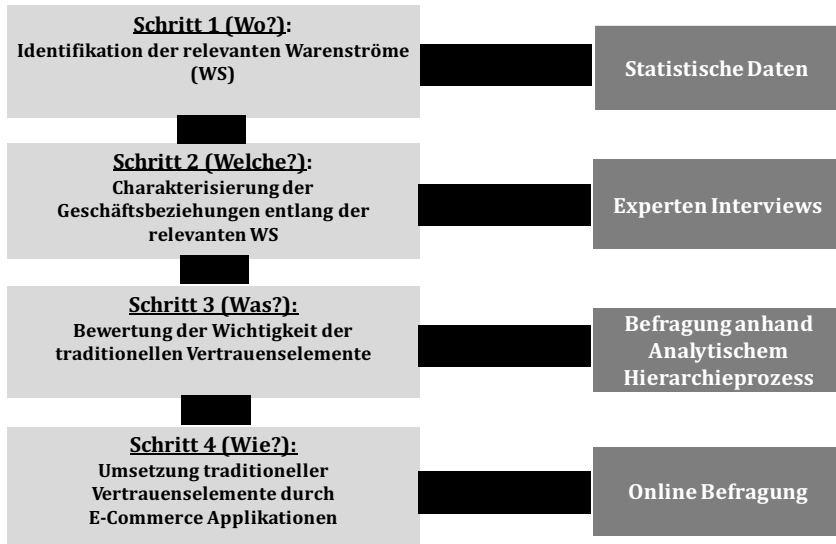 Schritt 1 (Wo?):
Identifikation der relevanten Warenströme
(WS)
Statistische Daten
Schritt 2 (Welche?):
Charakterisierung der
Geschäftsbeziehungen entlang der
relevanten WS
Experten Interviews
Schritt 3 (Was?):
Bewertung der Wichtigkeit der
traditionellen Vertrauenselemente
Befragung anhand
Analytischem
Hierarchieprozess
Schritt 4 (Wie?):
Umsetzung traditioneller
Vertrauenselemente durch
E-Commerce Applikationen
Online Befragung